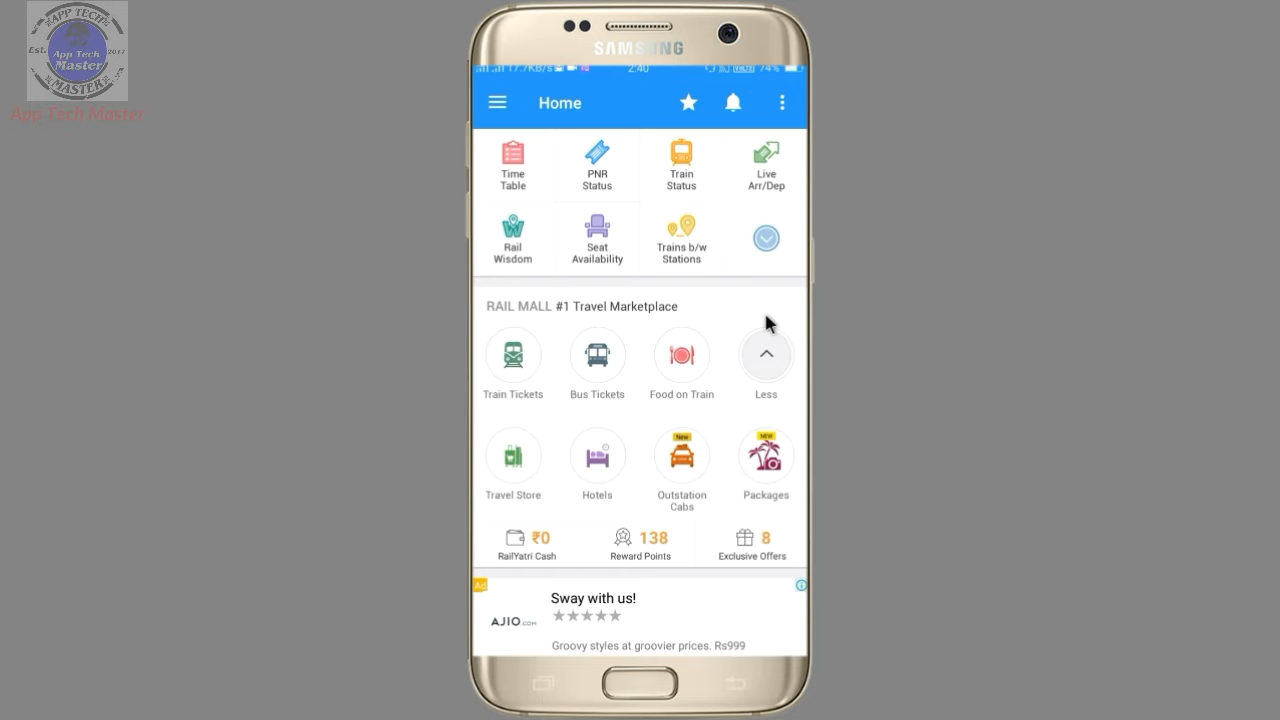 APP TECH
EST. 2017
App Tech
Master
MASTER
App Tech Master
SAMSUNG
17.7KB/s 2:40 74%
Home
Time
Table
PNR
Status
Train
Status
Live
Arr/Dep
Rail
Wisdom
Seat
Availability
Trains b/w
Stations
RAIL MALL #1 Travel Marketplace
Train Tickets
Bus Tickets
Food on Train
Less
New
NEW
Travel Store
Hotels
Outstation
Cabs
Packages
₹0
RailYatri Cash
138
Reward Points
8
Exclusive Offers
Ad
Sway with us!
AJIO.COM
Groovy styles at groovier prices. Rs999